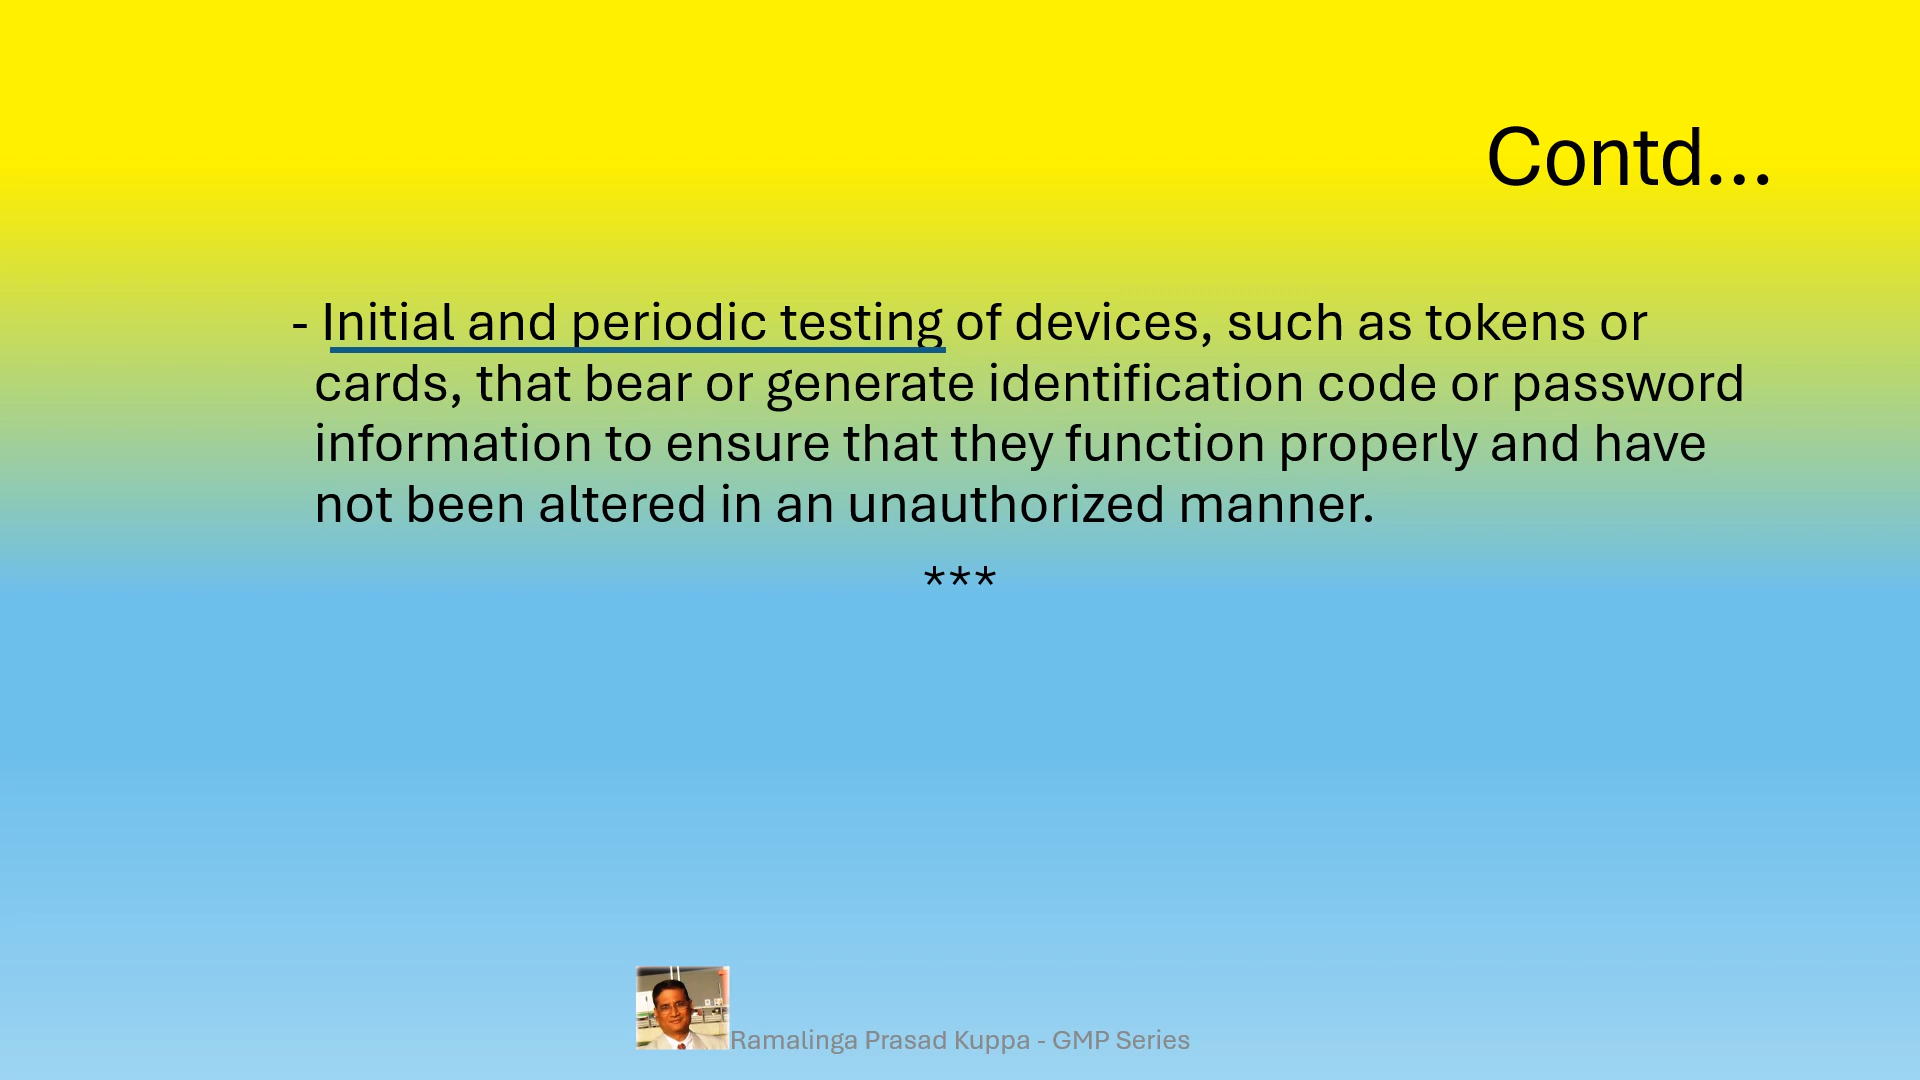 Contd...
- Initial and periodic testing of devices, such as tokens or
cards, that bear or generate identification code or password
information to ensure that they function properly and have
not been altered in an unauthorized manner.
***
Ramalinga Prasad Kuppa - GMP Series